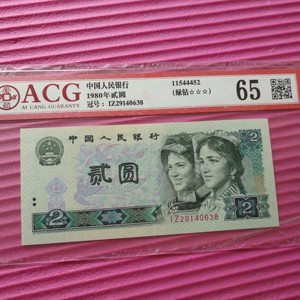 ACG
AI CANG GUARANTY
中国人民银行
1980年贰圆
冠号：IZ29140638
11544452
(绿钻☆☆☆)
65
中国人民银行
2
贰圆
2
IZ29140638